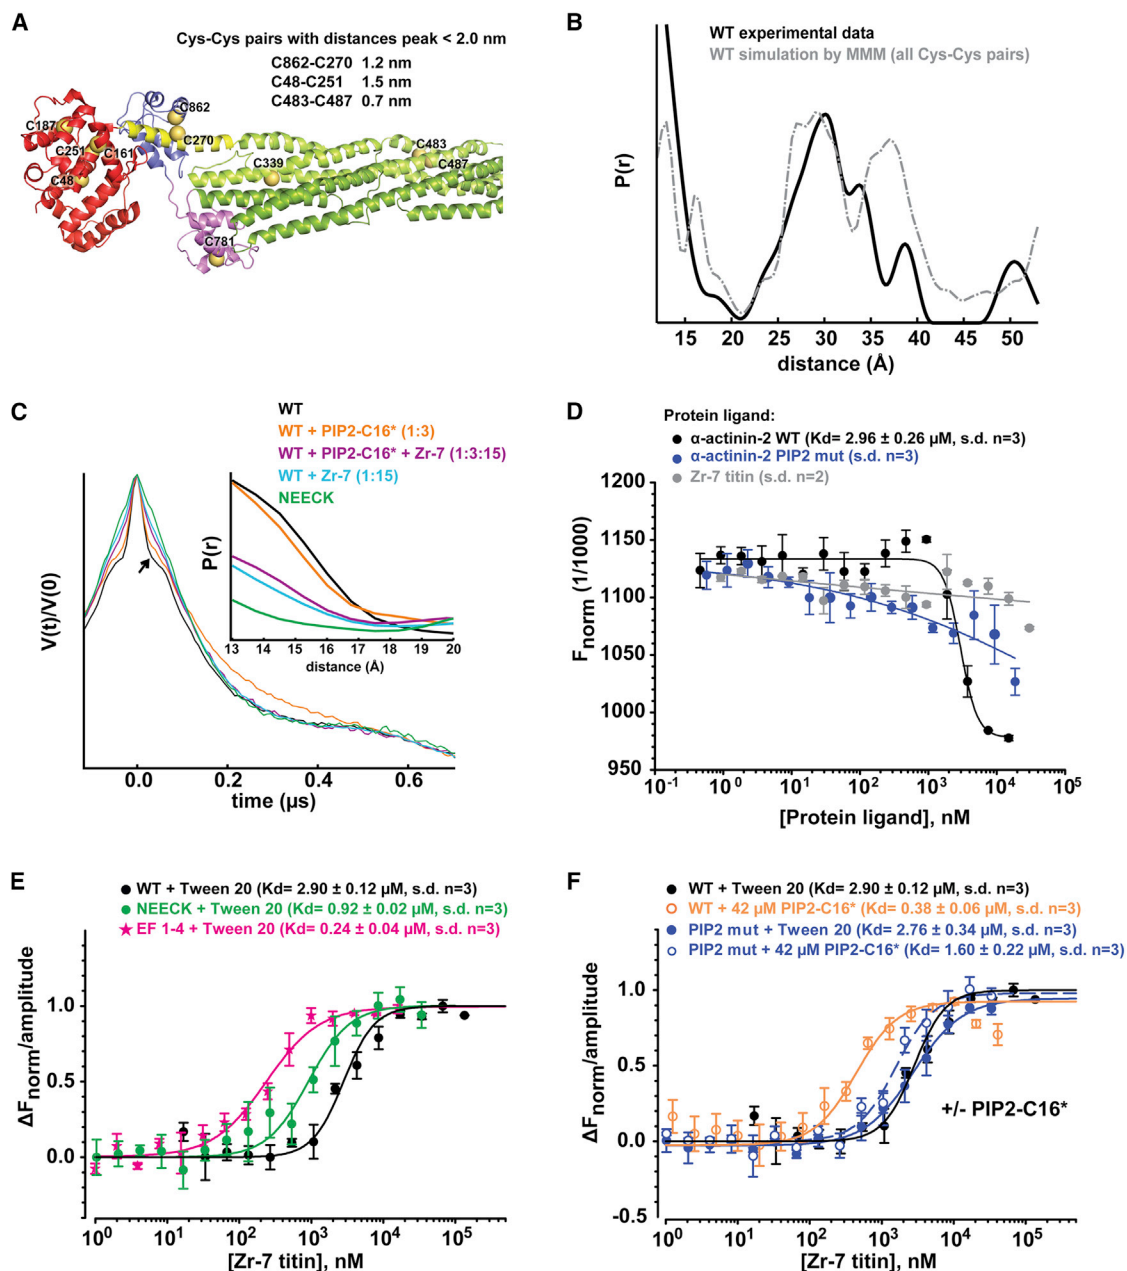 A
Cys-Cys pairs with distances peak < 2.0 nm
C862-C270 1.2 nm
C48-C251 1.5 nm
C483-C487 0.7 nm
C862
C187
C270
C251
C161
C48
C339
C483
C487
C781
B
WT experimental data
WT simulation by MMM (all Cys-Cys pairs)
P(r)
15 20 25 30 35 40 45 50
distance (Å)
C
WT
WT + PIP2-C16* (1:3)
WT + PIP2-C16* + Zr-7 (1:3:15)
WT + Zr-7 (1:15)
NEECK
V(t)/V(0)
P(r)
13 14 15 16 17 18 19 20
distance (Å)
0.0 0.2 0.4 0.6
time (µs)
D
Protein ligand:
α-actinin-2 WT (Kd= 2.96 ± 0.26 µM, s.d. n=3)
α-actinin-2 PIP2 mut (s.d. n=3)
Zr-7 titin (s.d. n=2)
Fnorm (1/1000)
1200
1150
1100
1050
1000
950
10-1 100 101 102 103 104 105
[Protein ligand], nM
E
WT + Tween 20 (Kd= 2.90 ± 0.12 µM, s.d. n=3)
NEECK + Tween 20 (Kd= 0.92 ± 0.02 µM, s.d. n=3)
EF 1-4 + Tween 20 (Kd= 0.24 ± 0.04 µM, s.d. n=3)
ΔFnorm/amplitude
1.0
0.5
0.0
100 101 102 103 104 105
[Zr-7 titin], nM
F
WT + Tween 20 (Kd= 2.90 ± 0.12 µM, s.d. n=3)
WT + 42 µM PIP2-C16* (Kd= 0.38 ± 0.06 µM, s.d. n=3)
PIP2 mut + Tween 20 (Kd= 2.76 ± 0.34 µM, s.d. n=3)
PIP2 mut + 42 µM PIP2-C16* (Kd= 1.60 ± 0.22 µM, s.d. n=3)
ΔFnorm/amplitude
1.0
0.5
0.0
-0.5
+/- PIP2-C16*
100 101 102 103 104 105
[Zr-7 titin], nM